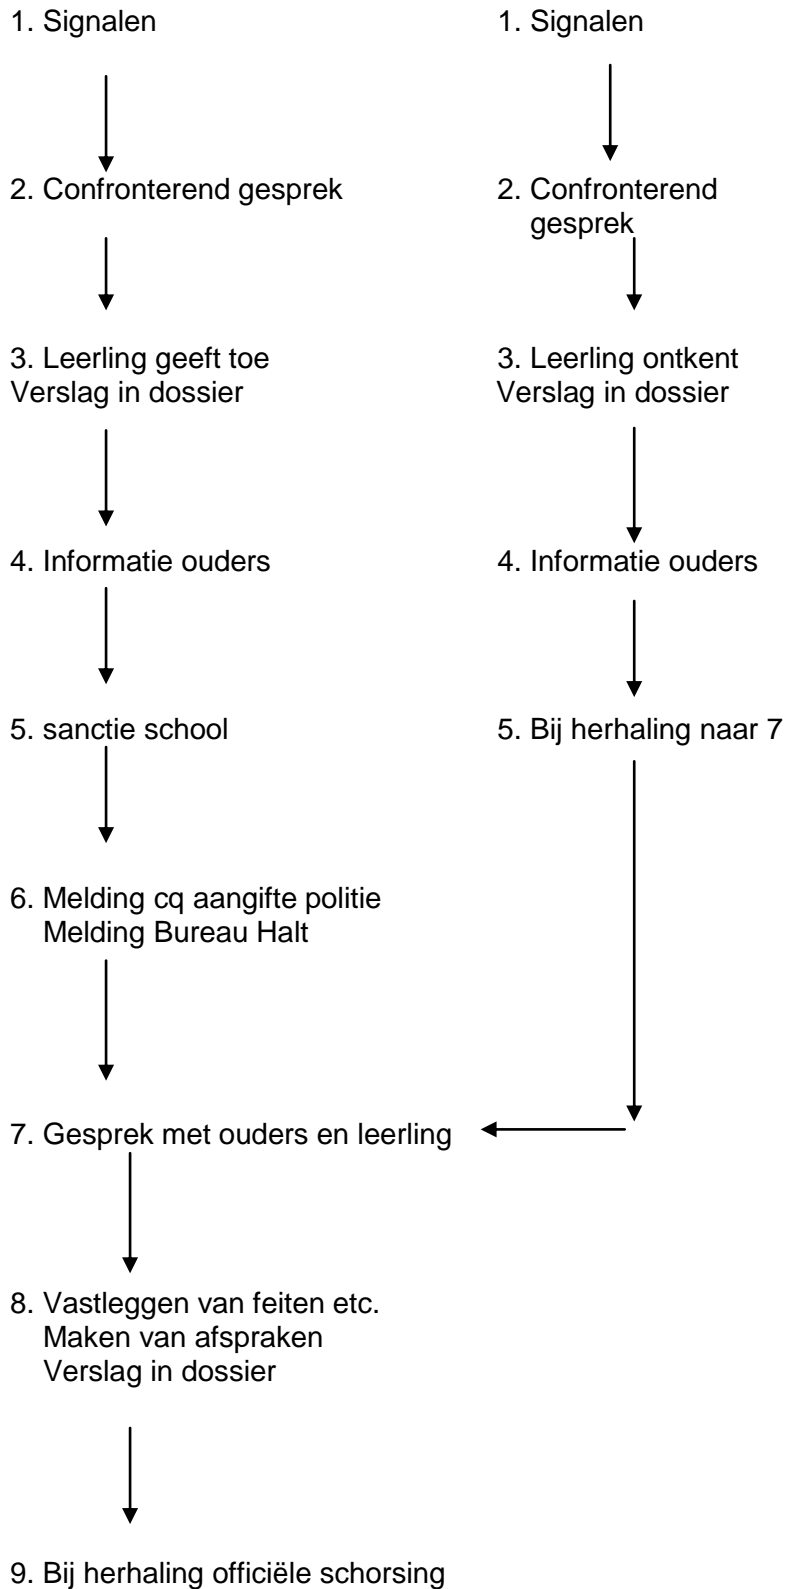 1. Signalen
2. Confronterend gesprek
3. Leerling geeft toe
Verslag in dossier
4. Informatie ouders
5. sanctie school
6. Melding cq aangifte politie
Melding Bureau Halt
7. Gesprek met ouders en leerling
8. Vastleggen van feiten etc.
Maken van afspraken
Verslag in dossier
9. Bij herhaling officiële schorsing
1. Signalen
2. Confronterend
gesprek
3. Leerling ontkent
Verslag in dossier
4. Informatie ouders
5. Bij herhaling naar 7